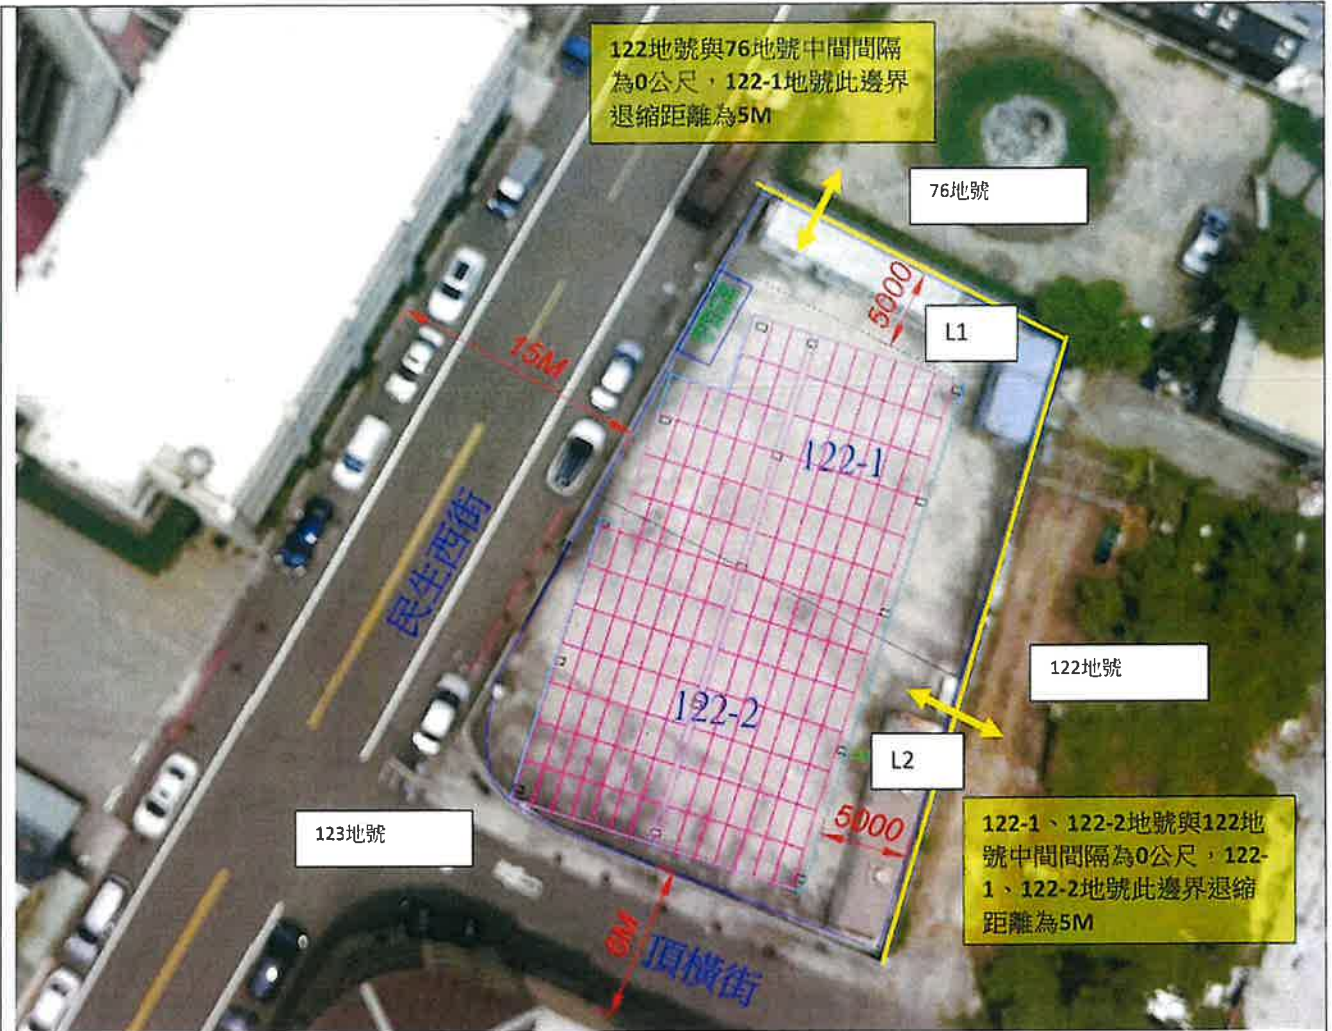 122地號與76地號中間間隔
為0公尺，122-1地號此邊界
退縮距離為5M
76地號
5000
L1
15M
122-1
民生西街
122地號
122-2
L2
5000
123地號
122-1、122-2地號與122地
號中間間隔為0公尺，122-
1、122-2地號此邊界退縮
距離為5M
頂橫街